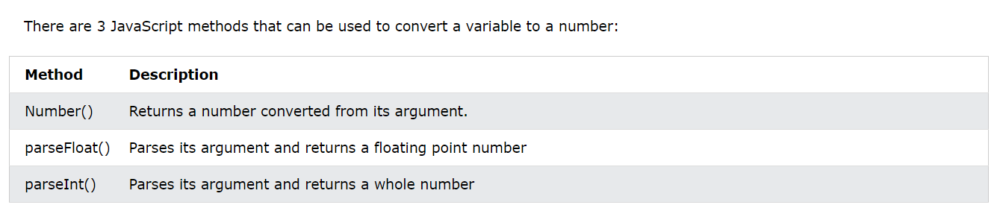 There are 3 JavaScript methods that can be used to convert a variable to a number:
Method Description
Number() Returns a number converted from its argument.
parseFloat() Parses its argument and returns a floating point number
parseInt() Parses its argument and returns a whole number